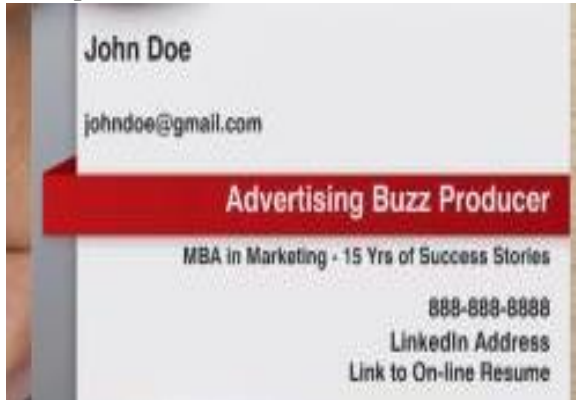 John Doe
johndoe@gmail.com
Advertising Buzz Producer
MBA in Marketing - 15 Yrs of Success Stories
888-888-8888
LinkedIn Address
Link to On-line Resume